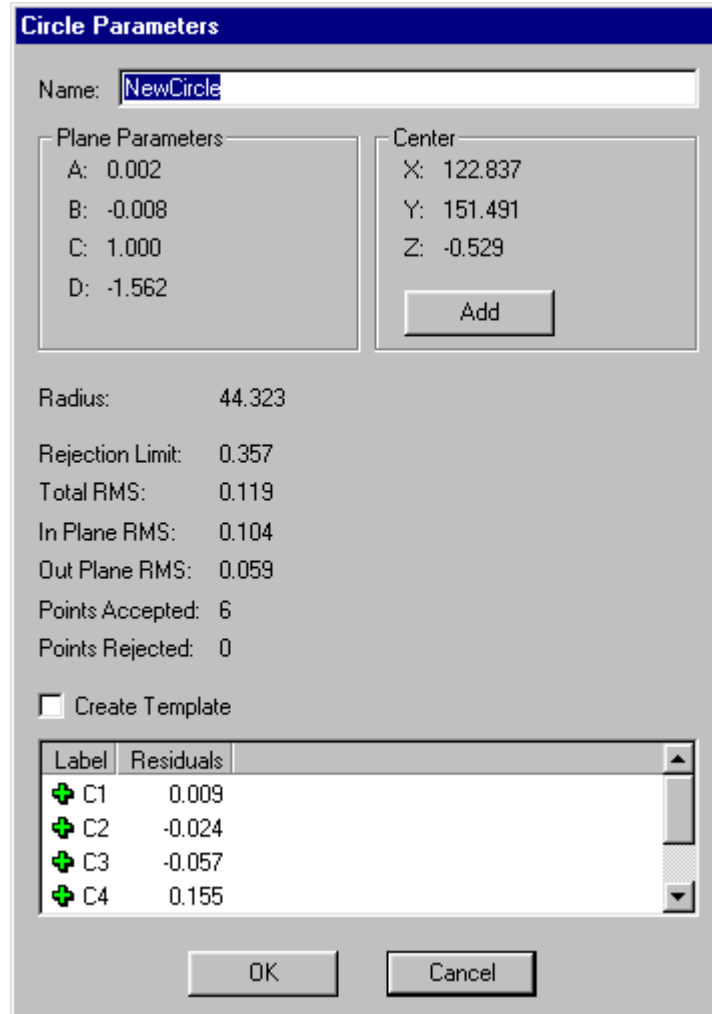 Circle Parameters
Name: NewCircle
Plane Parameters
A: 0.002
B: -0.008
C: 1.000
D: -1.562
Center
X: 122.837
Y: 151.491
Z: -0.529
Add
Radius: 44.323
Rejection Limit: 0.357
Total RMS: 0.119
In Plane RMS: 0.104
Out Plane RMS: 0.059
Points Accepted: 6
Points Rejected: 0
Create Template
Label Residuals
C1 0.009
C2 -0.024
C3 -0.057
C4 0.155
OK Cancel